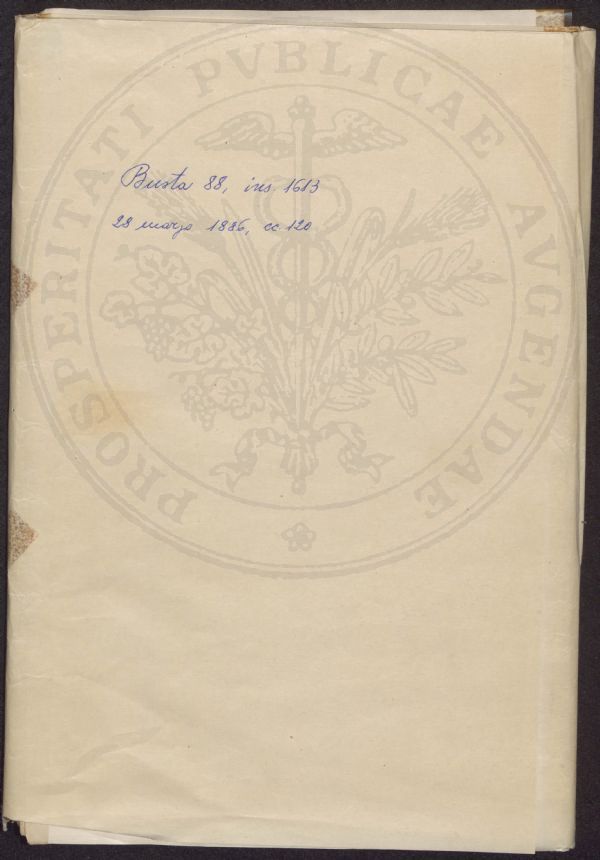 PROSPERITATI PVBLICAE AVGENDAE
Busta 88, ins. 1613
28 marzo 1886, cc 120